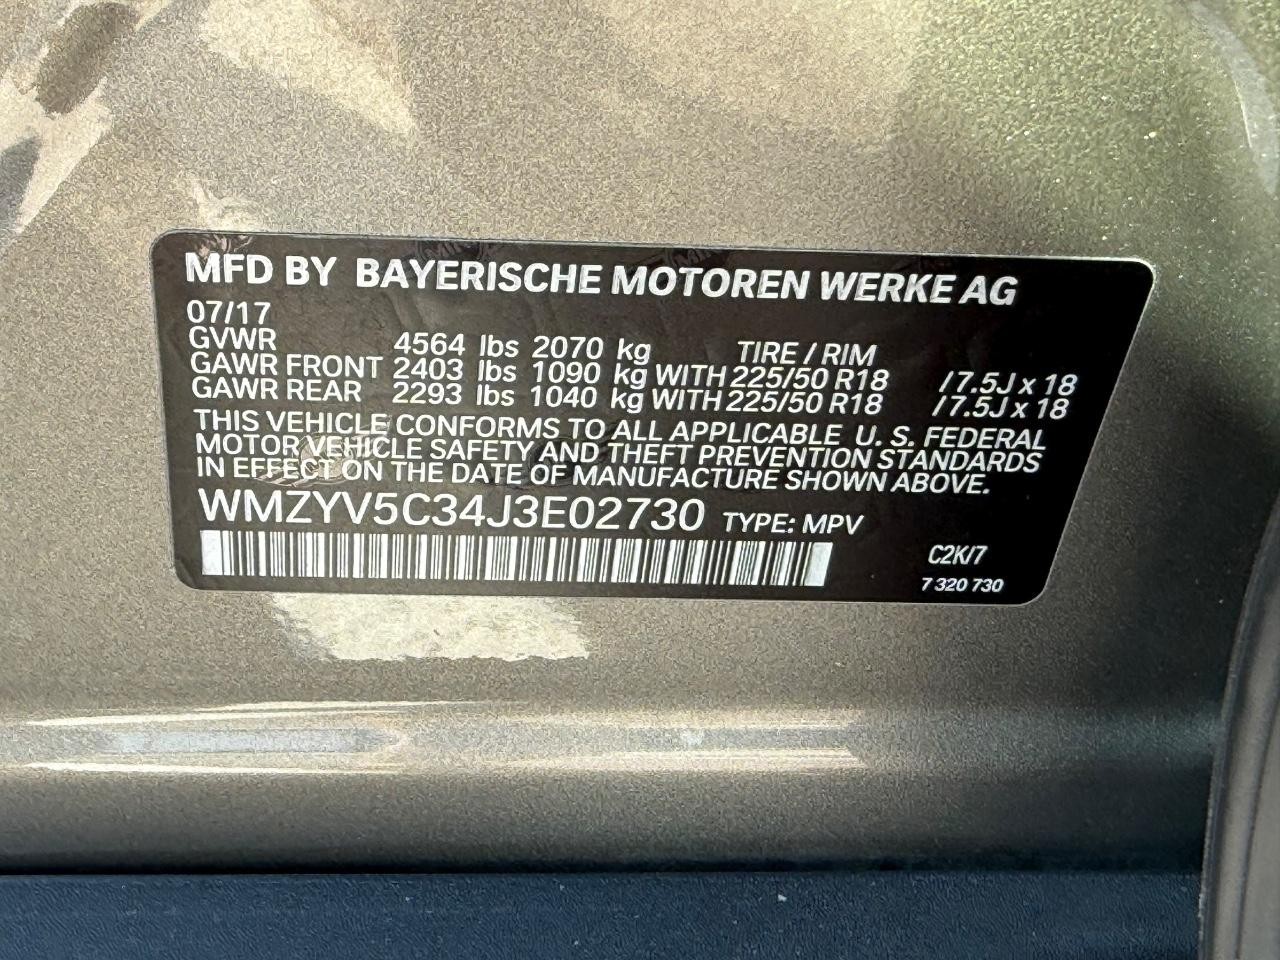 MFD BY BAYERISCHE MOTOREN WERKE AG
07/17
GVWR 4564 lbs 2070 kg TIRE / RIM
GAWR FRONT 2403 lbs 1090 kg WITH 225/50 R18 / 7.5J x 18
GAWR REAR 2293 lbs 1040 kg WITH 225/50 R18 / 7.5J x 18
THIS VEHICLE CONFORMS TO ALL APPLICABLE U. S. FEDERAL
MOTOR VEHICLE SAFETY AND THEFT PREVENTION STANDARDS
IN EFFECT ON THE DATE OF MANUFACTURE SHOWN ABOVE.
WMZYV5C34J3E02730 TYPE: MPV
C2K/7
7 320 730